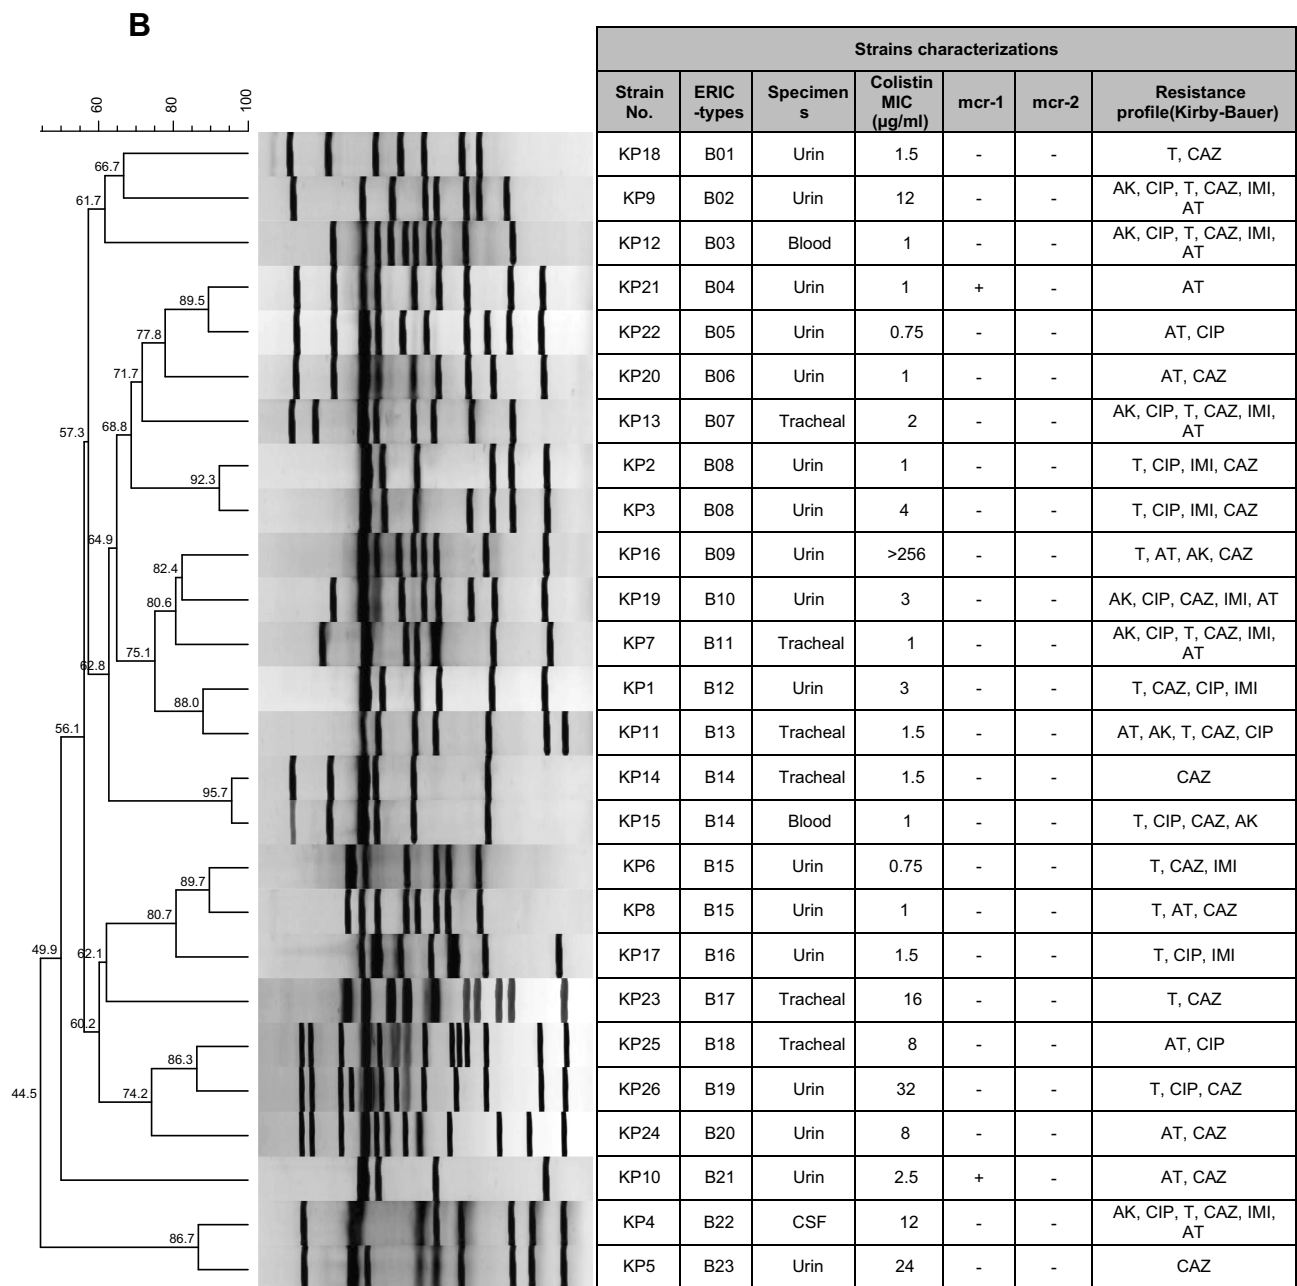 B
60 80 100
Strains characterizations
Strain No. ERIC -types Specimen s Colistin MIC (µg/ml) mcr-1 mcr-2 Resistance profile(Kirby-Bauer)
KP18 B01 Urin 1.5 - - T, CAZ
KP9 B02 Urin 12 - - AK, CIP, T, CAZ, IMI, AT
KP12 B03 Blood 1 - - AK, CIP, T, CAZ, IMI, AT
KP21 B04 Urin 1 + - AT
KP22 B05 Urin 0.75 - - AT, CIP
KP20 B06 Urin 1 - - AT, CAZ
KP13 B07 Tracheal 2 - - AK, CIP, T, CAZ, IMI, AT
KP2 B08 Urin 1 - - T, CIP, IMI, CAZ
KP3 B08 Urin 4 - - T, CIP, IMI, CAZ
KP16 B09 Urin >256 - - T, AT, AK, CAZ
KP19 B10 Urin 3 - - AK, CIP, CAZ, IMI, AT
KP7 B11 Tracheal 1 - - AK, CIP, T, CAZ, IMI, AT
KP1 B12 Urin 3 - - T, CAZ, CIP, IMI
KP11 B13 Tracheal 1.5 - - AT, AK, T, CAZ, CIP
KP14 B14 Tracheal 1.5 - - CAZ
KP15 B14 Blood 1 - - T, CIP, CAZ, AK
KP6 B15 Urin 0.75 - - T, CAZ, IMI
KP8 B15 Urin 1 - - T, AT, CAZ
KP17 B16 Urin 1.5 - - T, CIP, IMI
KP23 B17 Tracheal 16 - - T, CAZ
KP25 B18 Tracheal 8 - - AT, CIP
KP26 B19 Urin 32 - - T, CIP, CAZ
KP24 B20 Urin 8 - - AT, CAZ
KP10 B21 Urin 2.5 + - AT, CAZ
KP4 B22 CSF 12 - - AK, CIP, T, CAZ, IMI, AT
KP5 B23 Urin 24 - - CAZ
66.7
61.7
89.5
77.8
71.7
68.8
57.3
92.3
64.9
82.4
80.6
75.1
62.8
88.0
56.1
95.7
89.7
80.7
49.9
62.1
60.2
86.3
74.2
44.5
86.7